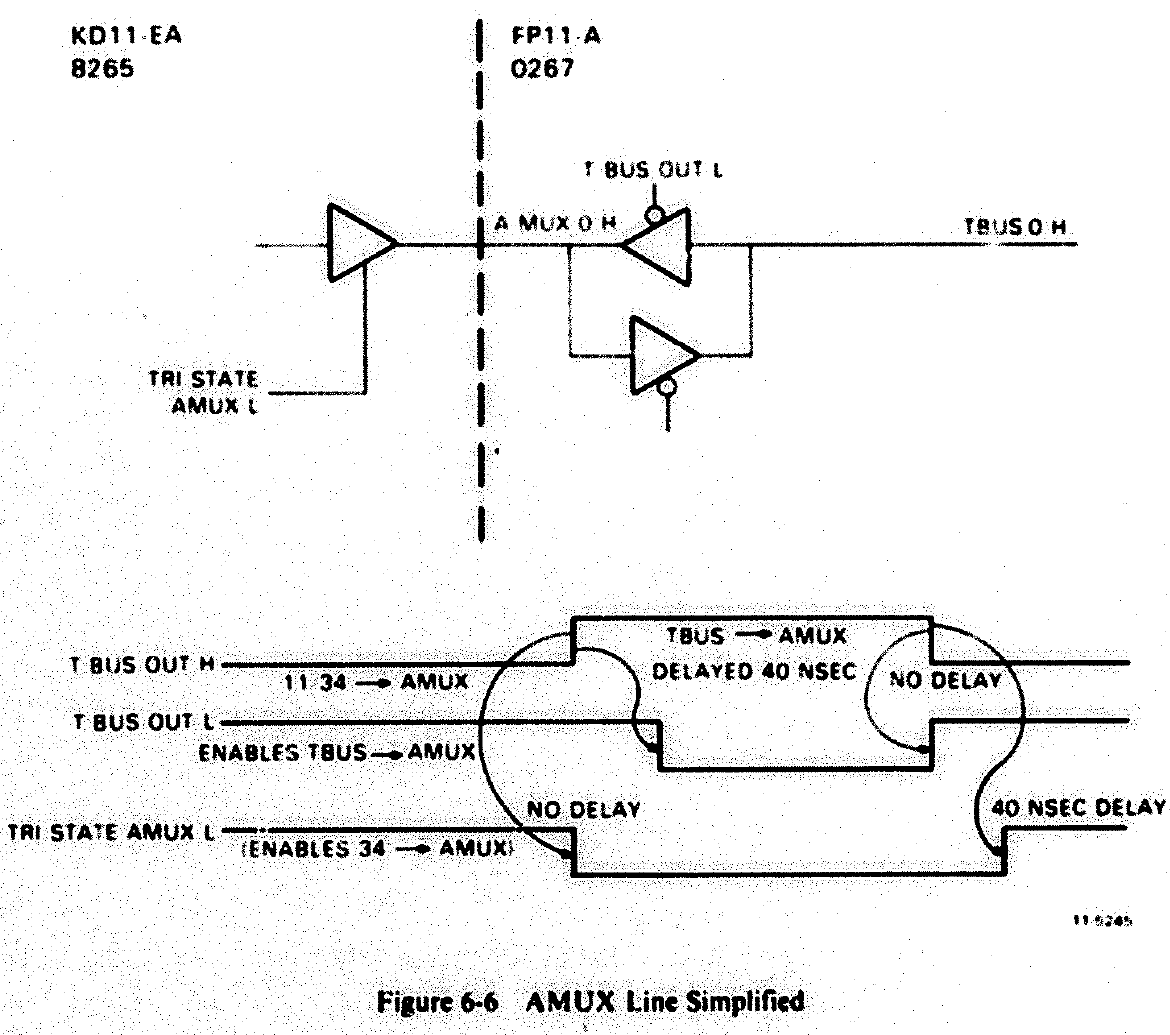 KD11-EA
8265
FP11-A
0267
T BUS OUT L
A MUX 0 H
TBUS 0 H
TRI STATE
AMUX L
T BUS OUT H
11 34 → AMUX
TBUS → AMUX
DELAYED 40 NSEC
NO DELAY
T BUS OUT L
ENABLES TBUS → AMUX
NO DELAY
40 NSEC DELAY
TRI STATE AMUX L
(ENABLES 34 → AMUX)
11-5245
Figure 6-6 AMUX Line Simplified